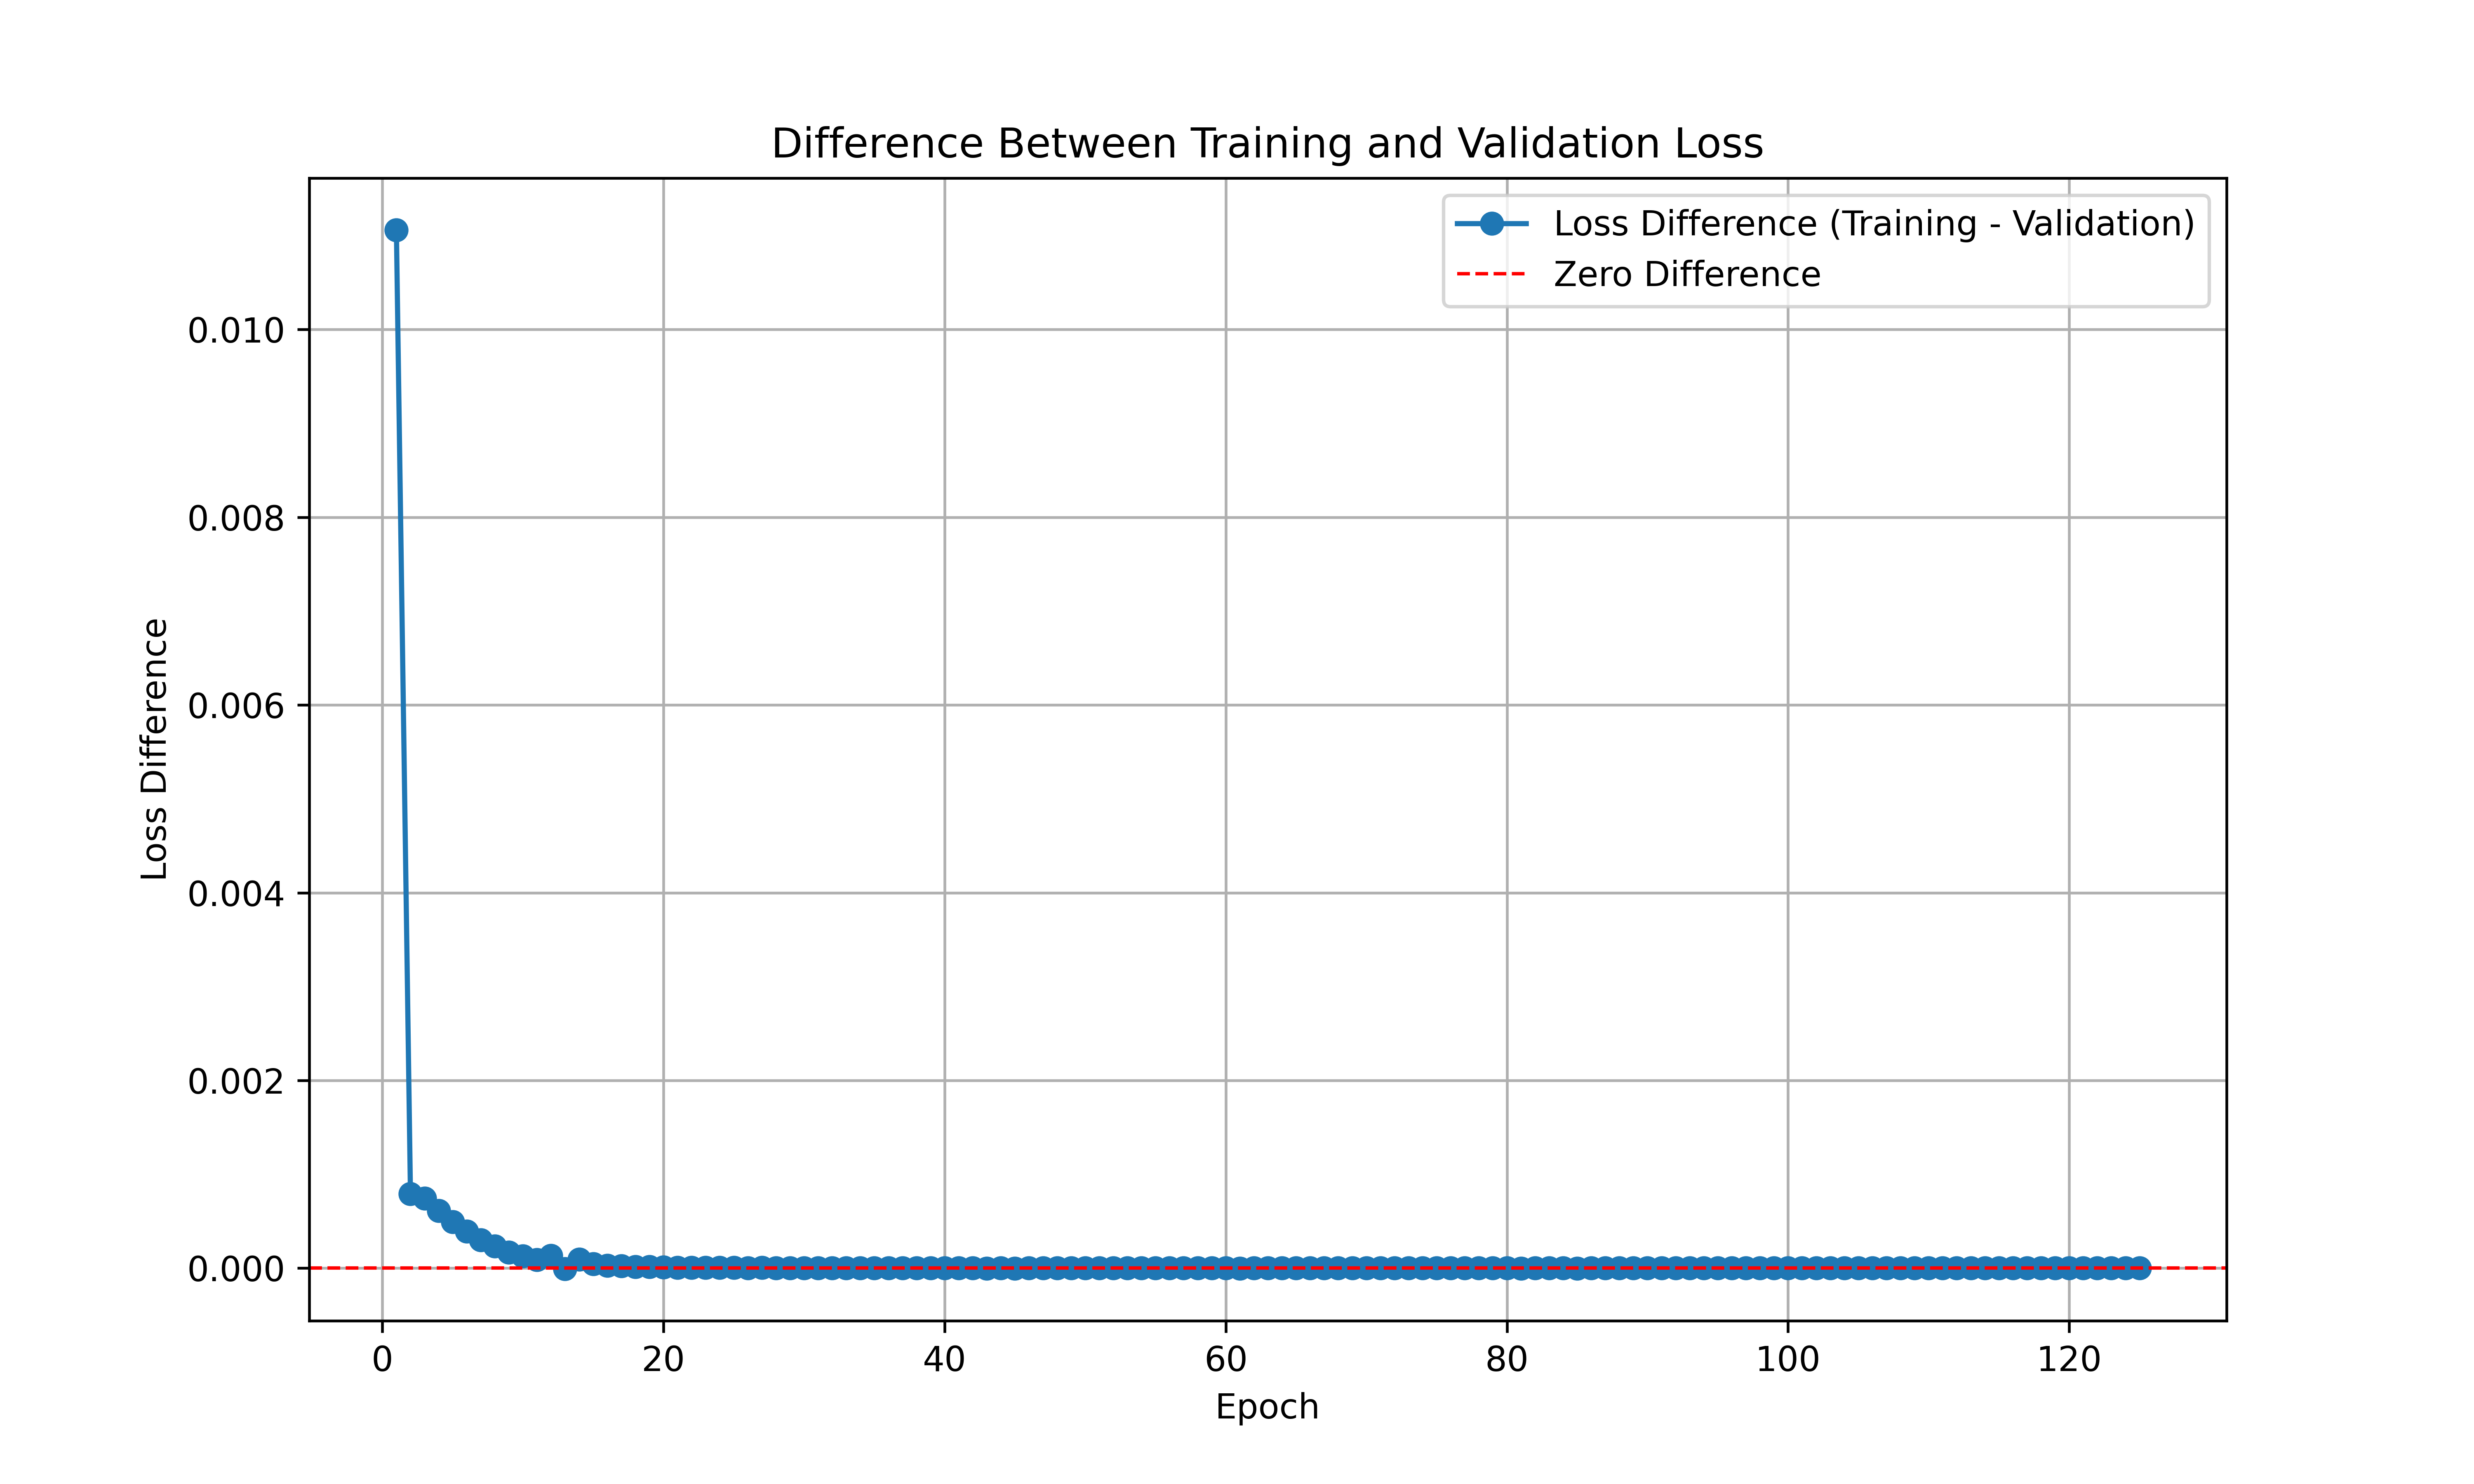 Difference Between Training and Validation Loss
Loss Difference (Training - Validation)
Zero Difference
0.010
0.008
0.006
0.004
0.002
0.000
Loss Difference
0 20 40 60 80 100 120
Epoch